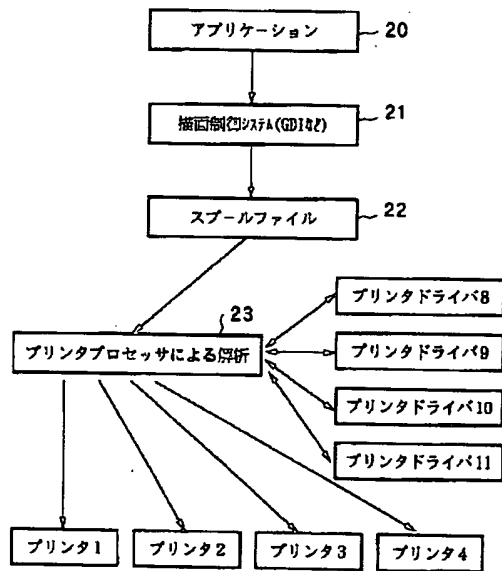 アプリケーション
20
描画制御システム(GDIなど)
21
スプールファイル
22
23
プリンタプロセッサによる解析
プリンタドライバ8
プリンタドライバ9
プリンタドライバ10
プリンタドライバ11
プリンタ1
プリンタ2
プリンタ3
プリンタ4